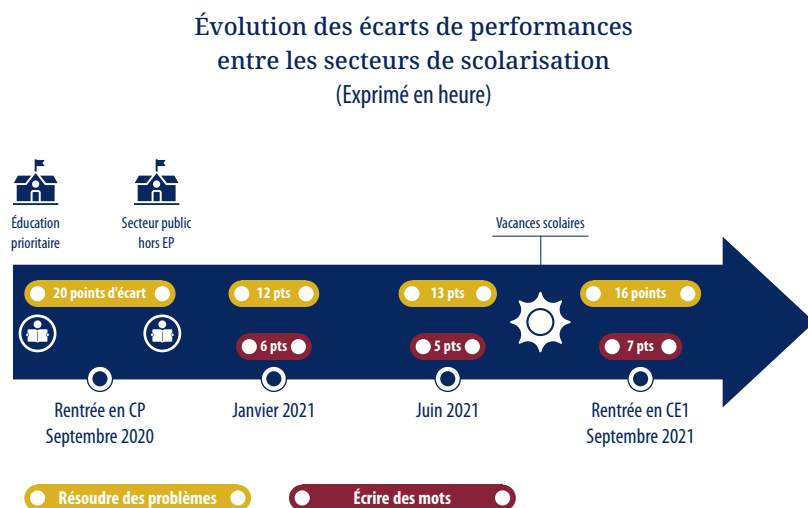 Évolution des écarts de performances
entre les secteurs de scolarisation
(Exprimé en heure)
Éducation
prioritaire
Secteur public
hors EP
Vacances scolaires
20 points d'écart
12 pts
13 pts
16 points
6 pts
5 pts
7 pts
Rentrée en CP
Septembre 2020
Janvier 2021
Juin 2021
Rentrée en CE1
Septembre 2021
Résoudre des problèmes
Écrire des mots